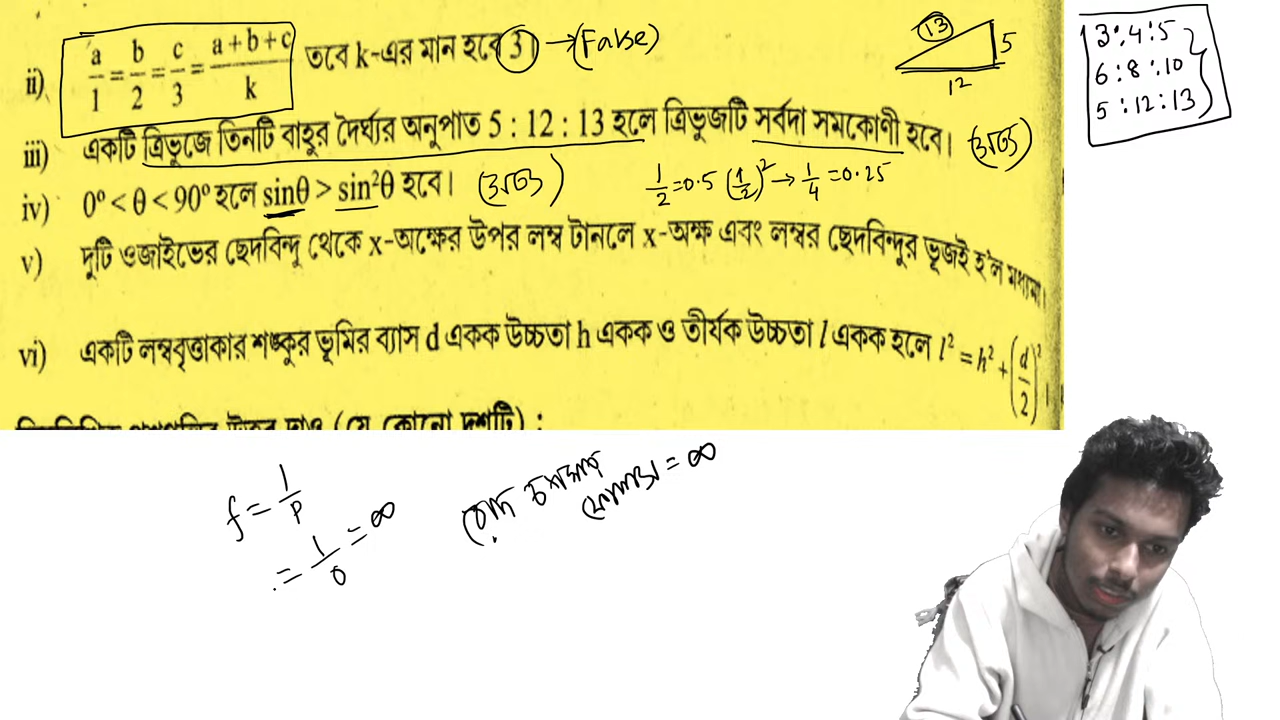 ii) a/1 = b/2 = c/3 = a+b+c/k তবে k-এর মান হবে 3। → (False)
13
5
12
3:4:5
6:8:10
5:12:13
iii) একটি ত্রিভুজে তিনটি বাহুর দৈর্ঘ্যের অনুপাত 5 : 12 : 13 হলে ত্রিভুজটি সর্বদা সমকোণী হবে। (সত্য)
iv) 0° < θ < 90° হলে sinθ > sin²θ হবে। (সত্য) 1/2 = 0.5 (1/2)² → 1/4 = 0.25
v) দুটি ওজাইভের ছেদবিন্দু থেকে x-অক্ষের উপর লম্ব টানলে x-অক্ষ এবং লম্বর ছেদবিন্দুর ভূজই হ'ল মধ্যমা।
vi) একটি লম্ববৃত্তাকার শঙ্কুর ভূমির ব্যাস d একক উচ্চতা h একক ও তীর্যক উচ্চতা l একক হলে l² = h² + (d/2)² ।
(যে কোনো দশটি) :
f = 1/P
= 1/0 = ∞
= ∞